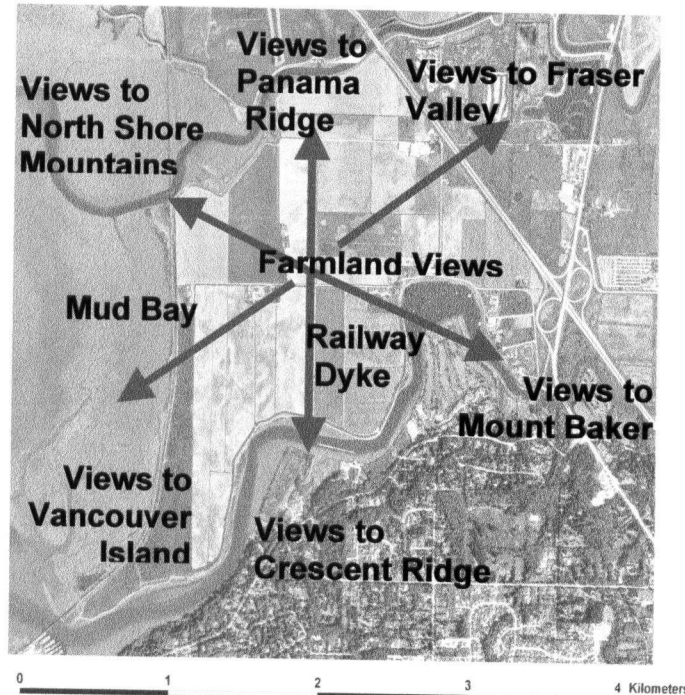 Views to
Panama
Ridge
Views to Fraser
Valley
Views to
North Shore
Mountains
Farmland Views
Mud Bay
Railway
Dyke
Views to
Mount Baker
Views to
Vancouver
Island
Views to
Crescent Ridge
0 1 2 3 4 Kilometers